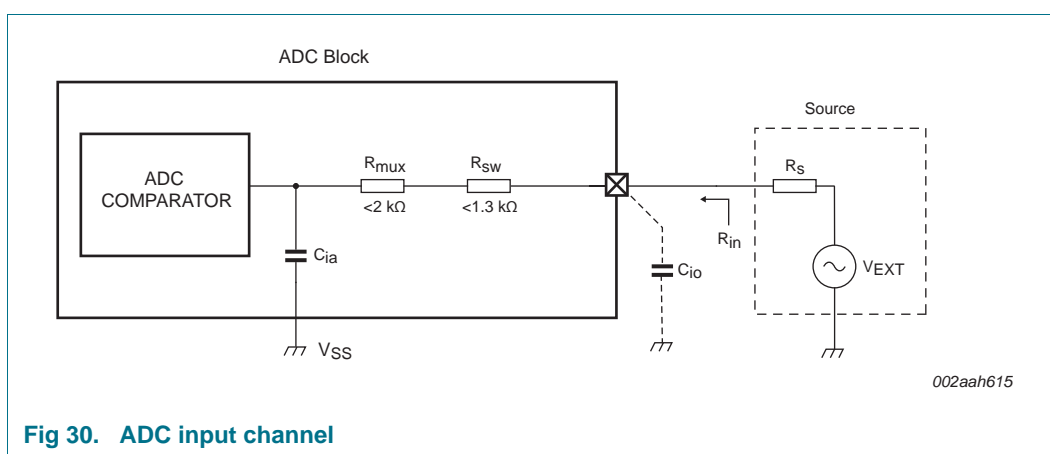 ADC Block
Source
ADC
COMPARATOR
Rmux
<2 kΩ
Rsw
<1.3 kΩ
Cia
VSS
Rin
Cio
RS
VEXT
002aah615
Fig 30. ADC input channel